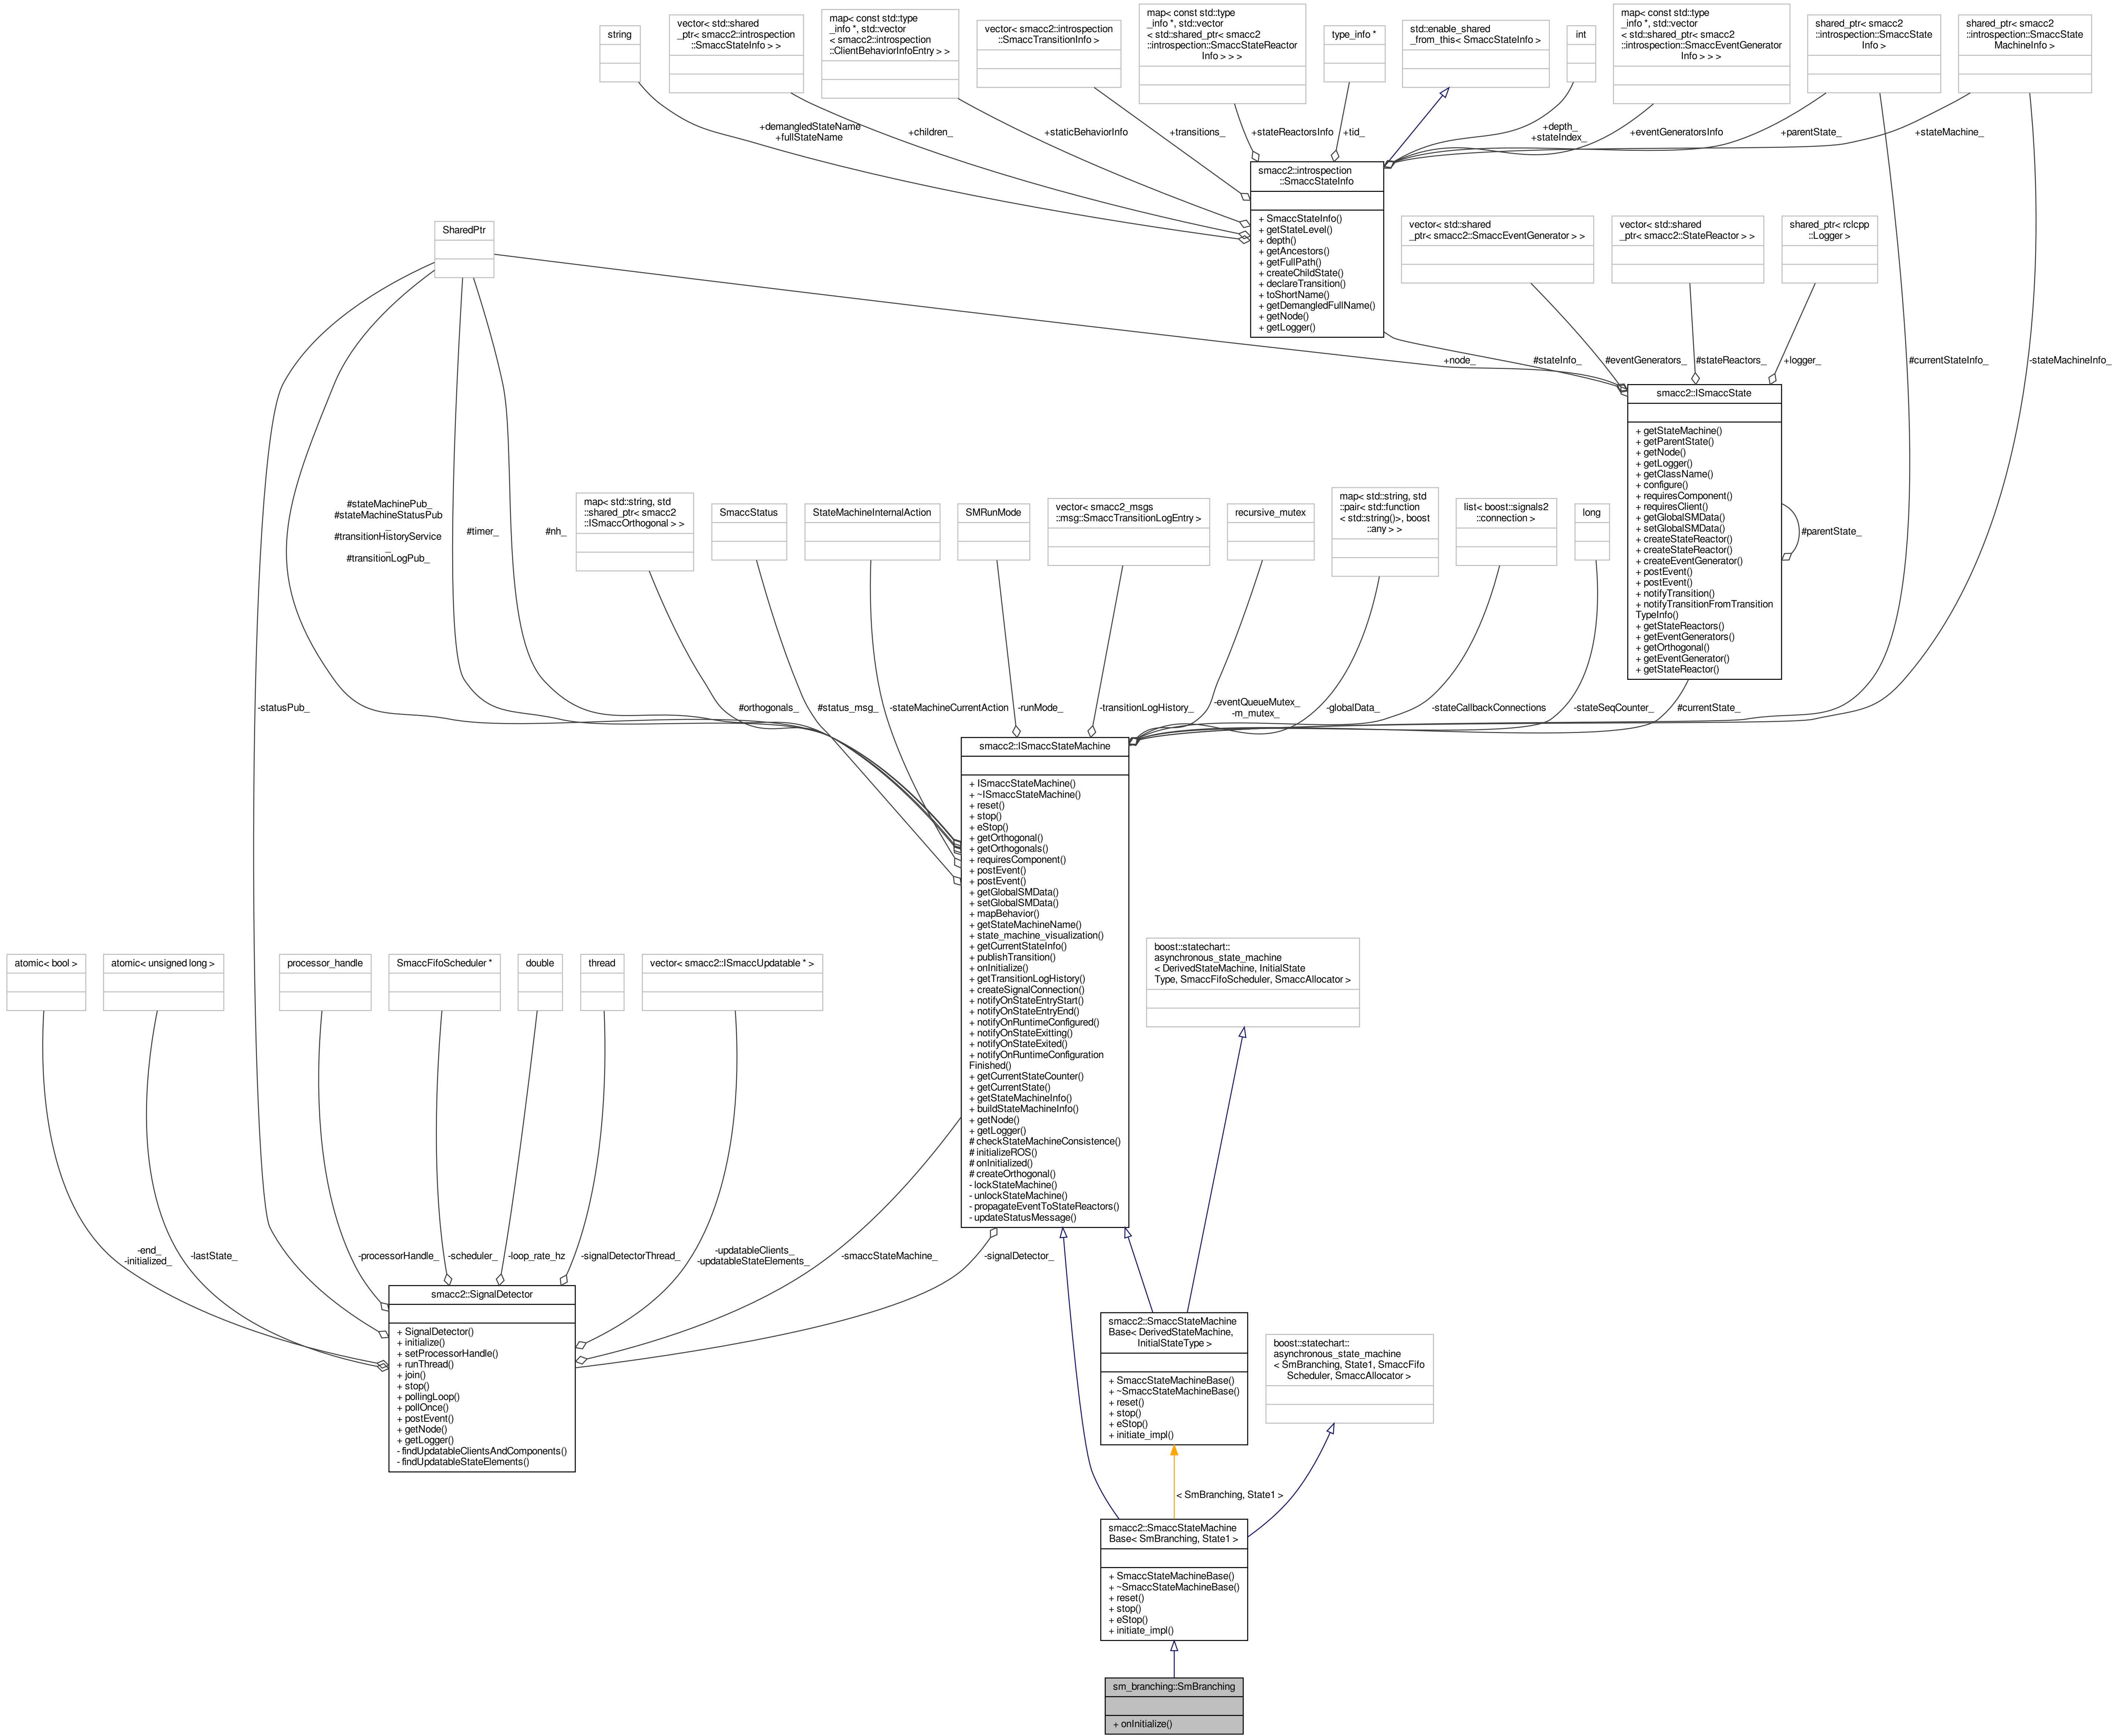 string
vector< std::shared
_ptr< smacc2::introspection
::SmaccStateInfo > >
map< const std::type
_info *, std::vector
< smacc2::introspection
::ClientBehaviorInfoEntry > >
vector< smacc2::introspection
::SmaccTransitionInfo >
map< const std::type
_info *, std::vector
< std::shared_ptr< smacc2
::introspection::SmaccStateReactor
Info > > >
type_info *
std::enable_shared
_from_this< SmaccStateInfo >
int
map< const std::type
_info *, std::vector
< std::shared_ptr< smacc2
::introspection::SmaccEventGenerator
Info > > >
shared_ptr< smacc2
::introspection::SmaccState
Info >
shared_ptr< smacc2
::introspection::SmaccState
MachineInfo >
+demangledStateName
+fullStateName
+children_
+staticBehaviorInfo
+transitions_
+stateReactorsInfo
+tid_
+depth_
+stateIndex_
+eventGeneratorsInfo
+parentState_
+stateMachine_
smacc2::introspection
::SmaccStateInfo
+ SmaccStateInfo()
+ getStateLevel()
+ depth()
+ getAncestors()
+ getFullPath()
+ createChildState()
+ declareTransition()
+ toShortName()
+ getDemangledFullName()
+ getNode()
+ getLogger()
SharedPtr
vector< std::shared
_ptr< smacc2::SmaccEventGenerator > >
vector< std::shared
_ptr< smacc2::StateReactor > >
shared_ptr< rclcpp
::Logger >
+node_
#stateInfo_
#eventGenerators_
#stateReactors_
+logger_
#currentStateInfo_
-stateMachineInfo_
smacc2::ISmaccState
+ getStateMachine()
+ getParentState()
+ getNode()
+ getLogger()
+ getClassName()
+ configure()
+ requiresComponent()
+ requiresClient()
+ getGlobalSMData()
+ setGlobalSMData()
+ createStateReactor()
+ createStateReactor()
+ createEventGenerator()
+ postEvent()
+ postEvent()
+ notifyTransition()
+ notifyTransitionFromTransition
TypeInfo()
+ getStateReactors()
+ getEventGenerators()
+ getOrthogonal()
+ getEventGenerator()
+ getStateReactor()
#parentState_
#stateMachinePub_
#stateMachineStatusPub
_
#transitionHistoryService
_
#transitionLogPub_
#timer_
#nh_
map< std::string, std
::shared_ptr< smacc2
::ISmaccOrthogonal > >
SmaccStatus
StateMachineInternalAction
SMRunMode
vector< smacc2_msgs
::msg::SmaccTransitionLogEntry >
recursive_mutex
map< std::string, std
::pair< std::function
< std::string()>, boost
::any > >
list< boost::signals2
::connection >
long
-statusPub_
#orthogonals_
#status_msg_
-stateMachineCurrentAction
-runMode_
-transitionLogHistory_
-eventQueueMutex_
-m_mutex_
-globalData_
-stateCallbackConnections
-stateSeqCounter_
#currentState_
smacc2::ISmaccStateMachine
+ ISmaccStateMachine()
+ ~ISmaccStateMachine()
+ reset()
+ stop()
+ eStop()
+ getOrthogonal()
+ getOrthogonals()
+ requiresComponent()
+ postEvent()
+ postEvent()
+ getGlobalSMData()
+ setGlobalSMData()
+ mapBehavior()
+ getStateMachineName()
+ state_machine_visualization()
+ getCurrentStateInfo()
+ publishTransition()
+ onInitialize()
+ getTransitionLogHistory()
+ createSignalConnection()
+ notifyOnStateEntryStart()
+ notifyOnStateEntryEnd()
+ notifyOnRuntimeConfigured()
+ notifyOnStateExitting()
+ notifyOnStateExited()
+ notifyOnRuntimeConfiguration
Finished()
+ getCurrentStateCounter()
+ getCurrentState()
+ getStateMachineInfo()
+ buildStateMachineInfo()
+ getNode()
+ getLogger()
# checkStateMachineConsistence()
# initializeROS()
# onInitialized()
# createOrthogonal()
- lockStateMachine()
- unlockStateMachine()
- propagateEventToStateReactors()
- updateStatusMessage()
boost::statechart::
asynchronous_state_machine
< DerivedStateMachine, InitialState
Type, SmaccFifoScheduler, SmaccAllocator >
atomic< bool >
atomic< unsigned long >
processor_handle
SmaccFifoScheduler *
double
thread
vector< smacc2::ISmaccUpdatable * >
-end_
-initialized_
-lastState_
-processorHandle_
-scheduler_
-loop_rate_hz
-signalDetectorThread_
-updatableClients_
-updatableStateElements_
-smaccStateMachine_
-signalDetector_
smacc2::SignalDetector
+ SignalDetector()
+ initialize()
+ setProcessorHandle()
+ runThread()
+ join()
+ stop()
+ pollingLoop()
+ pollOnce()
+ postEvent()
+ getNode()
+ getLogger()
- findUpdatableClientsAndComponents()
- findUpdatableStateElements()
smacc2::SmaccStateMachine
Base< DerivedStateMachine,
InitialStateType >
+ SmaccStateMachineBase()
+ ~SmaccStateMachineBase()
+ reset()
+ stop()
+ eStop()
+ initiate_impl()
boost::statechart::
asynchronous_state_machine
< SmBranching, State1, SmaccFifo
Scheduler, SmaccAllocator >
< SmBranching, State1 >
smacc2::SmaccStateMachine
Base< SmBranching, State1 >
+ SmaccStateMachineBase()
+ ~SmaccStateMachineBase()
+ reset()
+ stop()
+ eStop()
+ initiate_impl()
sm_branching::SmBranching
+ onInitialize()